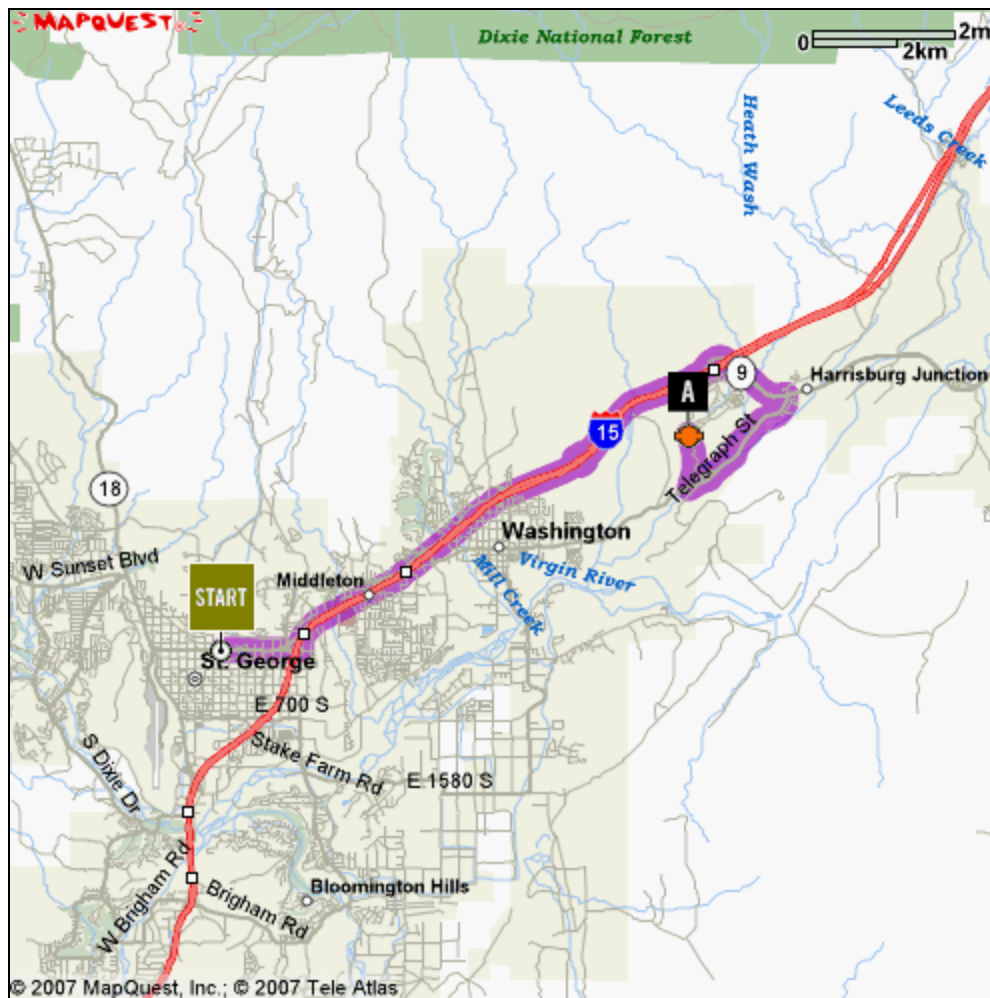 MAPQUEST
Dixie National Forest
0
2m
2km
Heath Wash
Leeds Creek
9
Harrisburg Junction
A
15
Telegraph St
18
Washington
W Sunset Blvd
Virgin River
Middleton
Mill Creek
START
St. George
E 700 S
Stake Farm Rd
S Dixie Dr
E 1580 S
W Brigham Rd
Bloomington Hills
Brigham Rd
© 2007 MapQuest, Inc.; © 2007 Tele Atlas